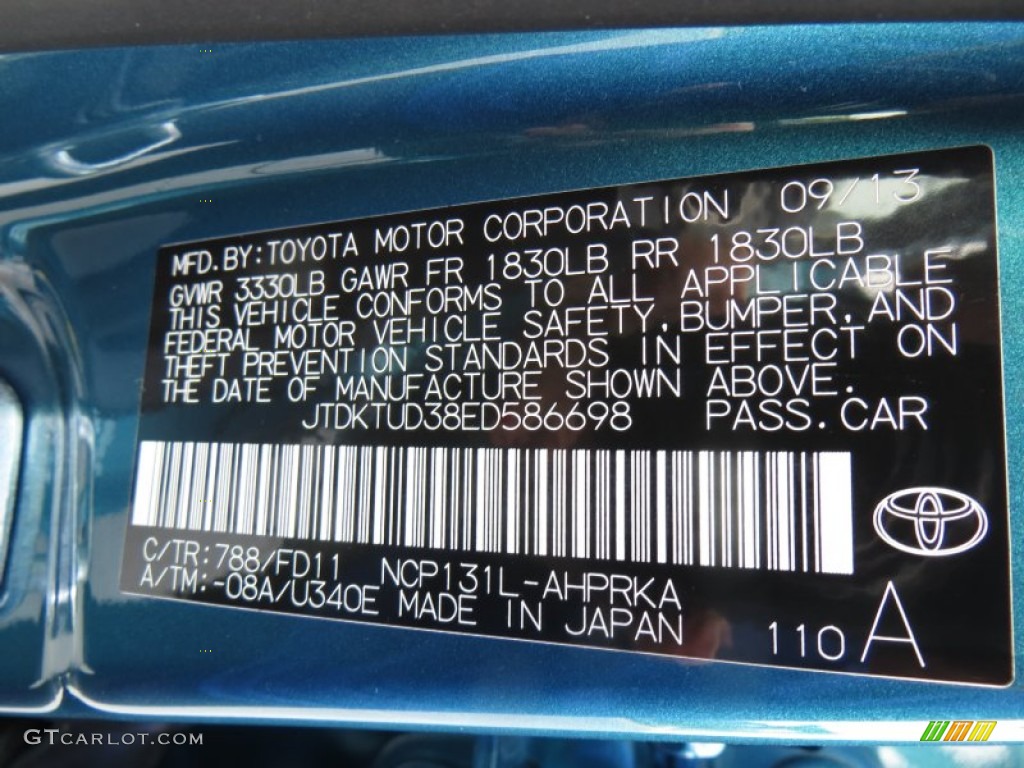 MFD. BY: TOYOTA MOTOR CORPORATION 09/13
GVWR 3330LB GAWR FR 1830LB RR 1830LB
THIS VEHICLE CONFORMS TO ALL APPLICABLE
FEDERAL MOTOR VEHICLE SAFETY, BUMPER, AND
THEFT PREVENTION STANDARDS IN EFFECT ON
THE DATE OF MANUFACTURE SHOWN ABOVE.
JTDKTUD38ED586698 PASS. CAR
C/TR: 788/FD11 NCP131L-AHPRKA
A/TM: -08A/U340E MADE IN JAPAN
110 A
GTCARLOT.COM